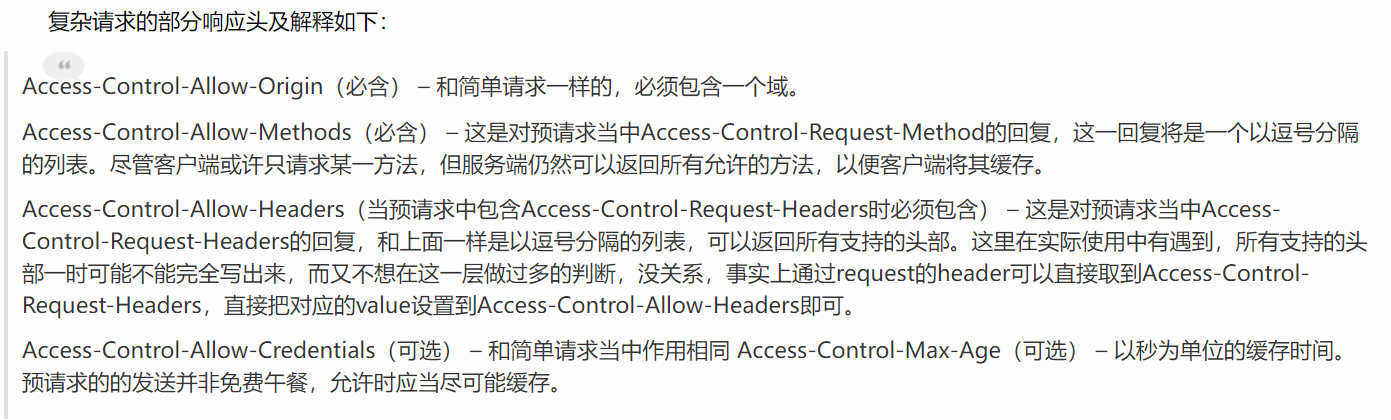 复杂请求的部分响应头及解释如下：
“
Access-Control-Allow-Origin（必含） – 和简单请求一样的，必须包含一个域。
Access-Control-Allow-Methods（必含） – 这是对预请求当中Access-Control-Request-Method的回复，这一回复将是一个以逗号分隔
的列表。尽管客户端或许只请求某一方法，但服务端仍然可以返回所有允许的方法，以便客户端将其缓存。
Access-Control-Allow-Headers（当预请求中包含Access-Control-Request-Headers时必须包含） – 这是对预请求当中Access-
Control-Request-Headers的回复，和上面一样是以逗号分隔的列表，可以返回所有支持的头部。这里在实际使用中有遇到，所有支持的头
部一时可能不能完全写出来，而又不想在这一层做过多的判断，没关系，事实上通过request的header可以直接取到Access-Control-
Request-Headers，直接把对应的value设置到Access-Control-Allow-Headers即可。
Access-Control-Allow-Credentials（可选） – 和简单请求当中作用相同 Access-Control-Max-Age（可选） – 以秒为单位的缓存时间。
预请求的的发送并非免费午餐，允许时应当尽可能缓存。